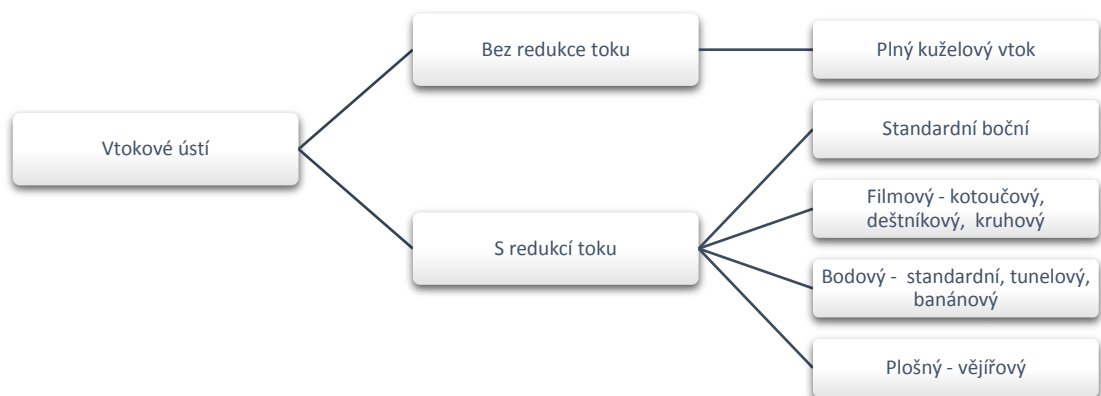 Vtokové ústí
Bez redukce toku
Plný kuželový vtok
S redukcí toku
Standardní boční
Filmový - kotoučový,
deštníkový, kruhový
Bodový - standardní, tunelový,
banánový
Plošný - vějířový